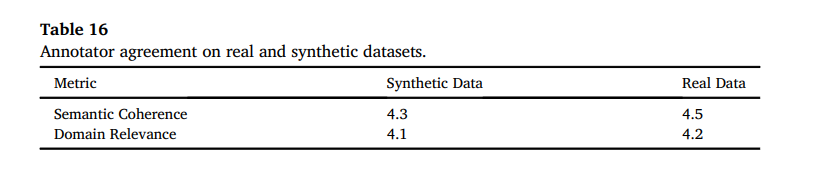 Table 16
Annotator agreement on real and synthetic datasets.
Metric Synthetic Data Real Data
Semantic Coherence 4.3 4.5
Domain Relevance 4.1 4.2